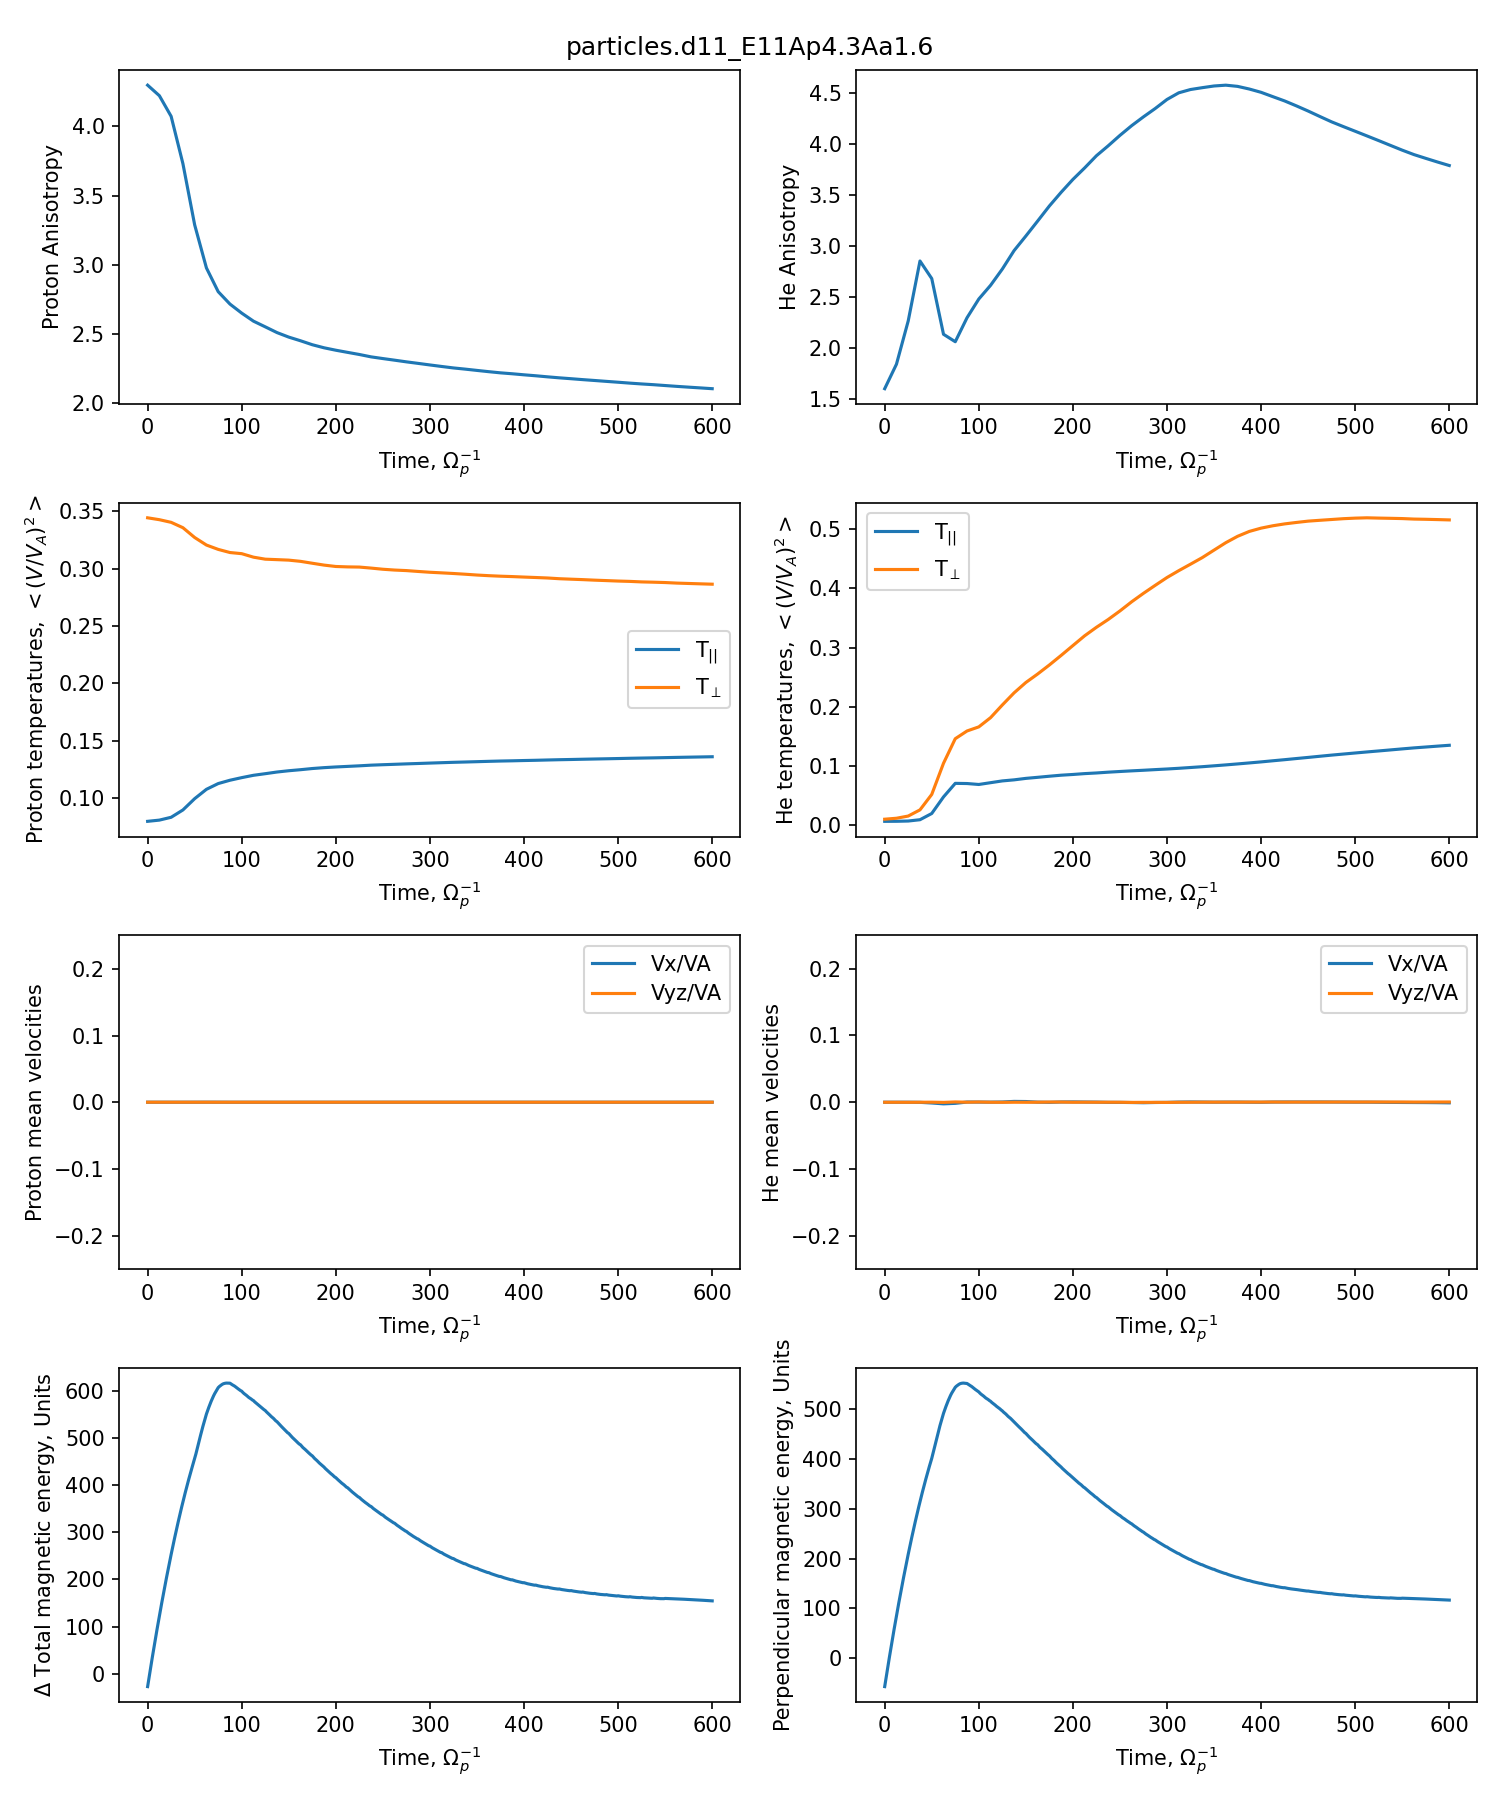 particles.d11_E11Ap4.3Aa1.6
Proton Anisotropy
4.0
3.5
3.0
2.5
2.0
0 100 200 300 400 500 600
Time, Ω_p^{-1}
He Anisotropy
4.5
4.0
3.5
3.0
2.5
2.0
1.5
0 100 200 300 400 500 600
Time, Ω_p^{-1}
Proton temperatures, <(V/V_A)^2>
0.35
0.30
0.25
0.20
0.15
0.10
T_{||}
T_⊥
0 100 200 300 400 500 600
Time, Ω_p^{-1}
He temperatures, <(V/V_A)^2>
0.5
0.4
0.3
0.2
0.1
0.0
T_{||}
T_⊥
0 100 200 300 400 500 600
Time, Ω_p^{-1}
Proton mean velocities
0.2
0.1
0.0
−0.1
−0.2
Vx/VA
Vyz/VA
0 100 200 300 400 500 600
Time, Ω_p^{-1}
He mean velocities
0.2
0.1
0.0
−0.1
−0.2
Vx/VA
Vyz/VA
0 100 200 300 400 500 600
Time, Ω_p^{-1}
Δ Total magnetic energy, Units
600
500
400
300
200
100
0
0 100 200 300 400 500 600
Time, Ω_p^{-1}
Perpendicular magnetic energy, Units
500
400
300
200
100
0
0 100 200 300 400 500 600
Time, Ω_p^{-1}